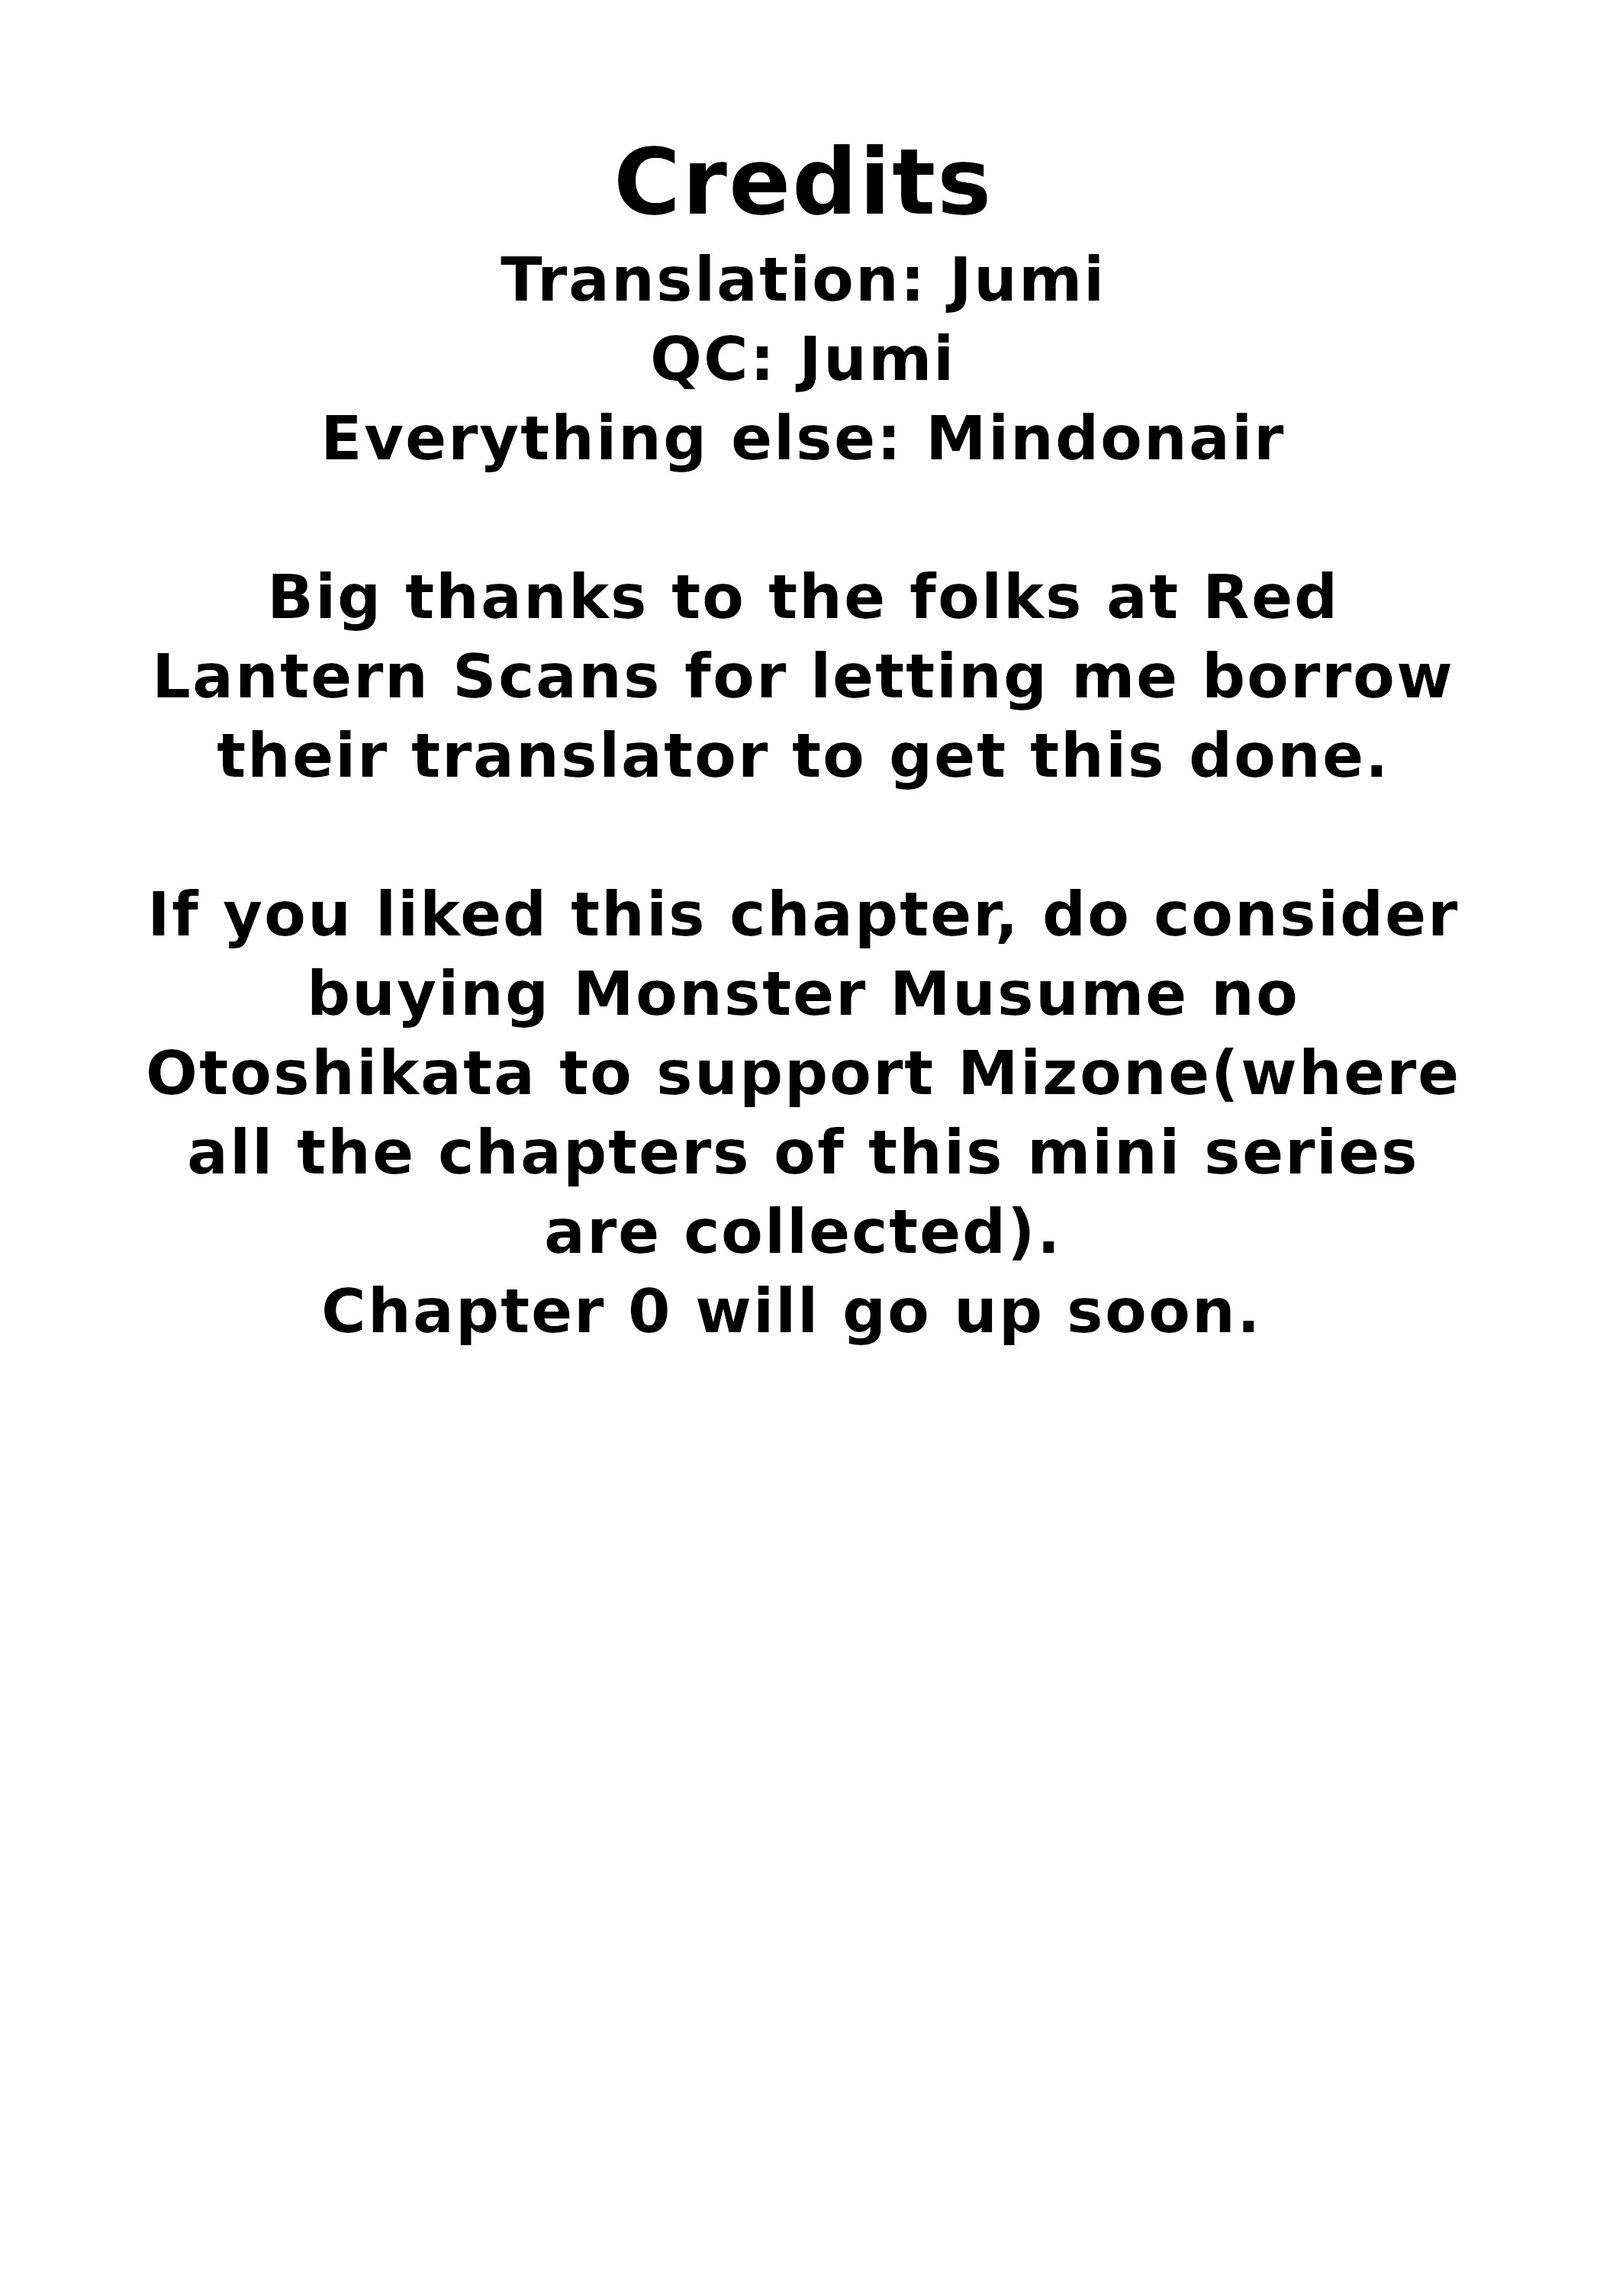 Credits
Translation: Jumi
QC: Jumi
Everything else: Mindonair
Big thanks to the folks at Red
Lantern Scans for letting me borrow
their translator to get this done.
If you liked this chapter, do consider
buying Monster Musume no
Otoshikata to support Mizone(where
all the chapters of this mini series
are collected).
Chapter 0 will go up soon.